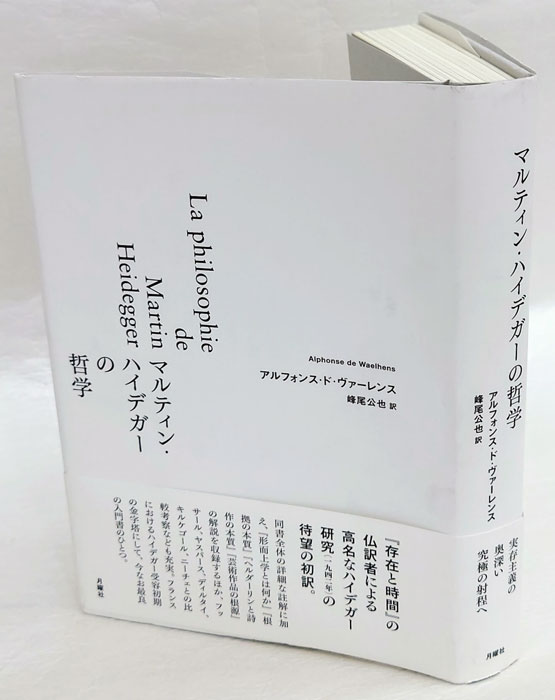 La philosophie
de
Martin
Heidegger
マルティン・
ハイデガー
の
哲学
Alphonse de Waelhens
アルフォンス・ド・ヴァーレンス
峰尾公也 訳
『存在と時間』の
仏訳者による
高名なハイデガー
研究(一九四二年)の
待望の初訳。
同書全体の詳細な註解に加
え、『形而上学とは何か』『根
拠の本質』『ヘルダーリンと詩
作の本質』『芸術作品の根源』
の解説を収録するほか、フッ
サール、ヤスパース、ディルタイ、
キルケゴール、ニーチェとの比
較考察なども充実。フランス
におけるハイデガー受容初期
の金字塔にして、今なお最良
の入門書のひとつ。
月曜社
マルティン・ハイデガーの哲学
アルフォンス・ド・ヴァーレンス
峰尾公也 訳
実存主義の
奥深い
究極の射程へ
月曜社